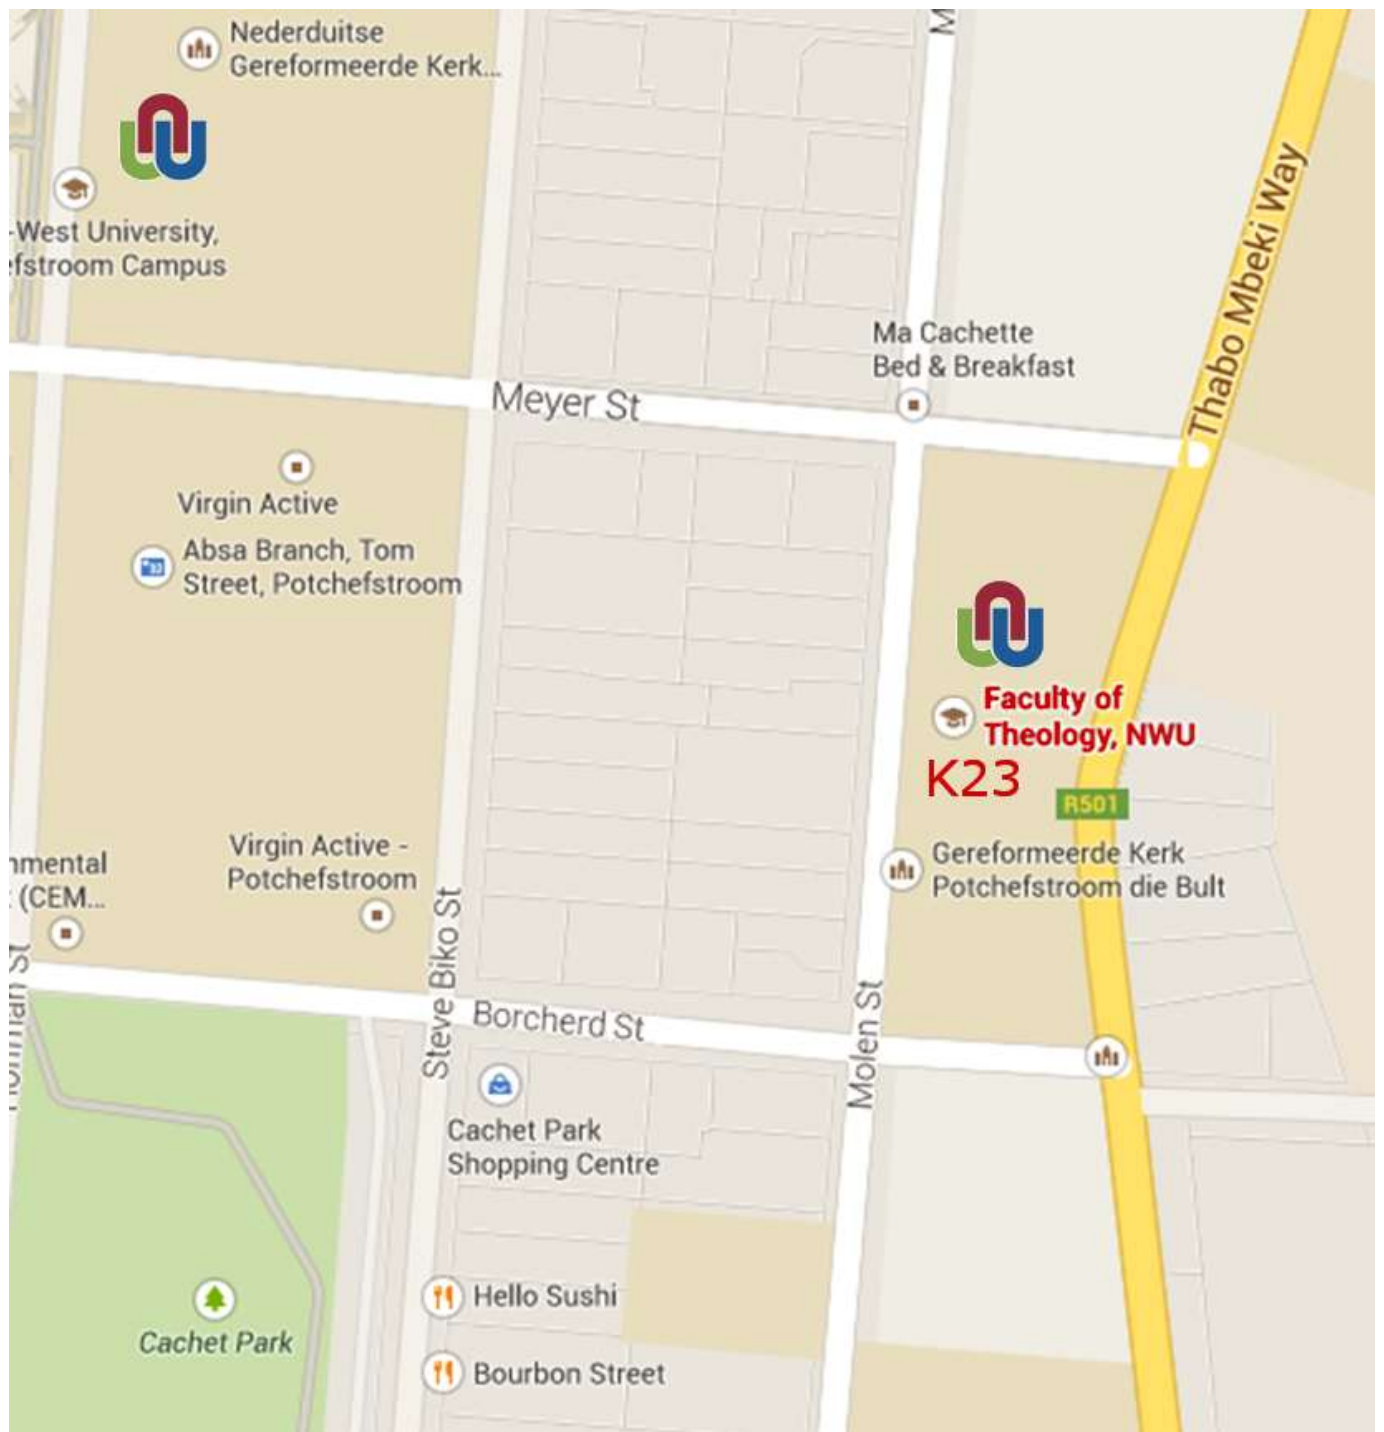 Nederduitse
Gereformeerde Kerk...
M
-West University,
efstroom Campus
Thabo Mbeki Way
Ma Cachette
Bed & Breakfast
Meyer St
Virgin Active
Absa Branch, Tom
Street, Potchefstroom
Faculty of
Theology, NWU
K23
R501
Virgin Active -
Potchefstroom
Gereformeerde Kerk
Potchefstroom die Bult
nmental
(CEM...
Steve Biko St
Borcherd St
Molen St
Cachet Park
Shopping Centre
Hello Sushi
Cachet Park
Bourbon Street